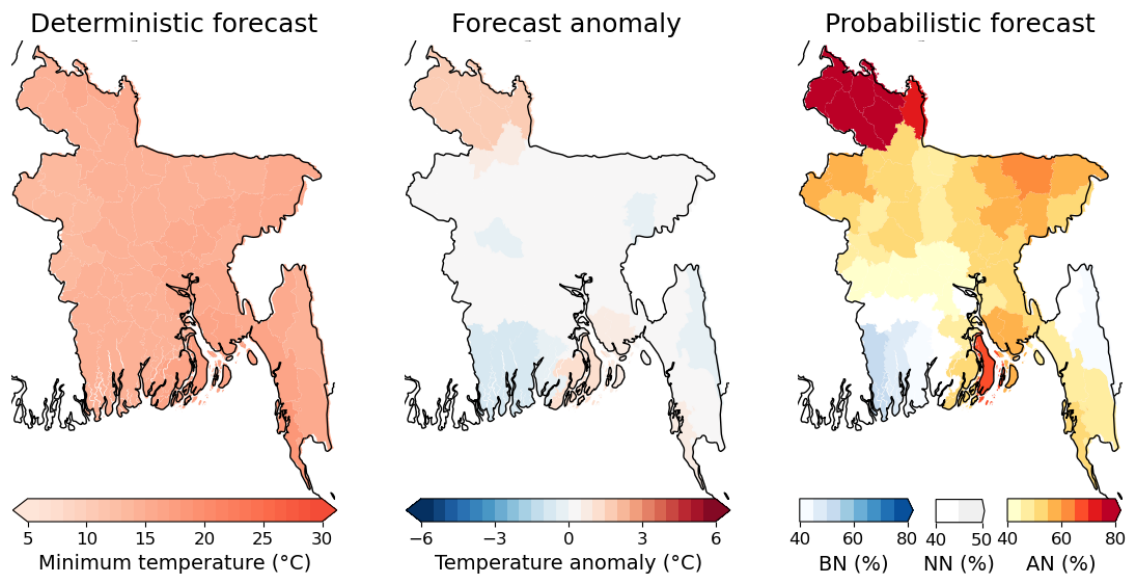 Deterministic forecast
Forecast anomaly
Probabilistic forecast
5 10 15 20 25 30
Minimum temperature (°C)
−6 −3 0 3 6
Temperature anomaly (°C)
40 60 80
BN (%)
40 50
NN (%)
40 60 80
AN (%)